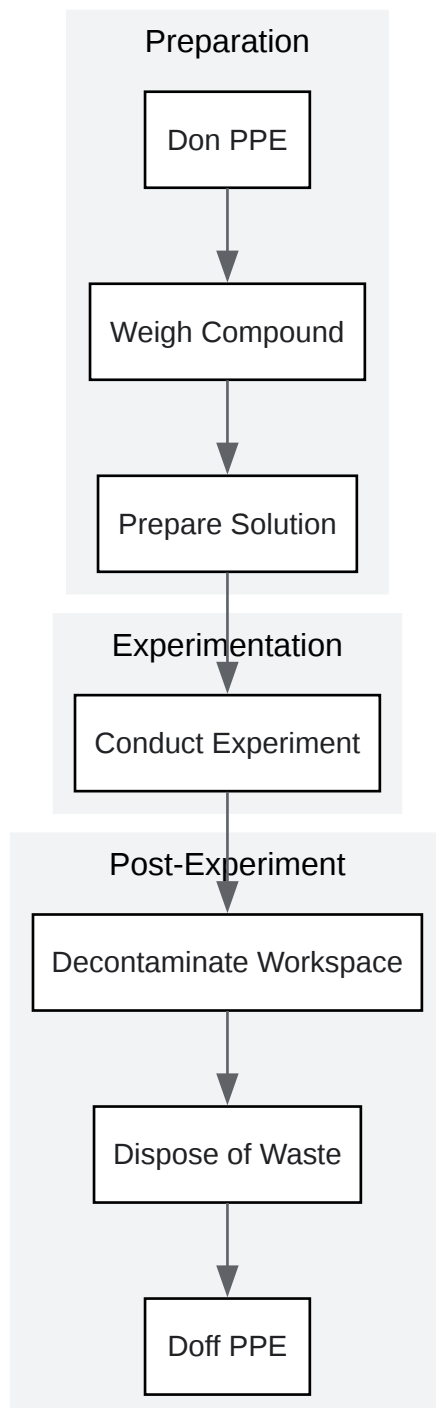 Preparation
Don PPE
Weigh Compound
Prepare Solution
Experimentation
Conduct Experiment
Post-Experiment
Decontaminate Workspace
Dispose of Waste
Doff PPE